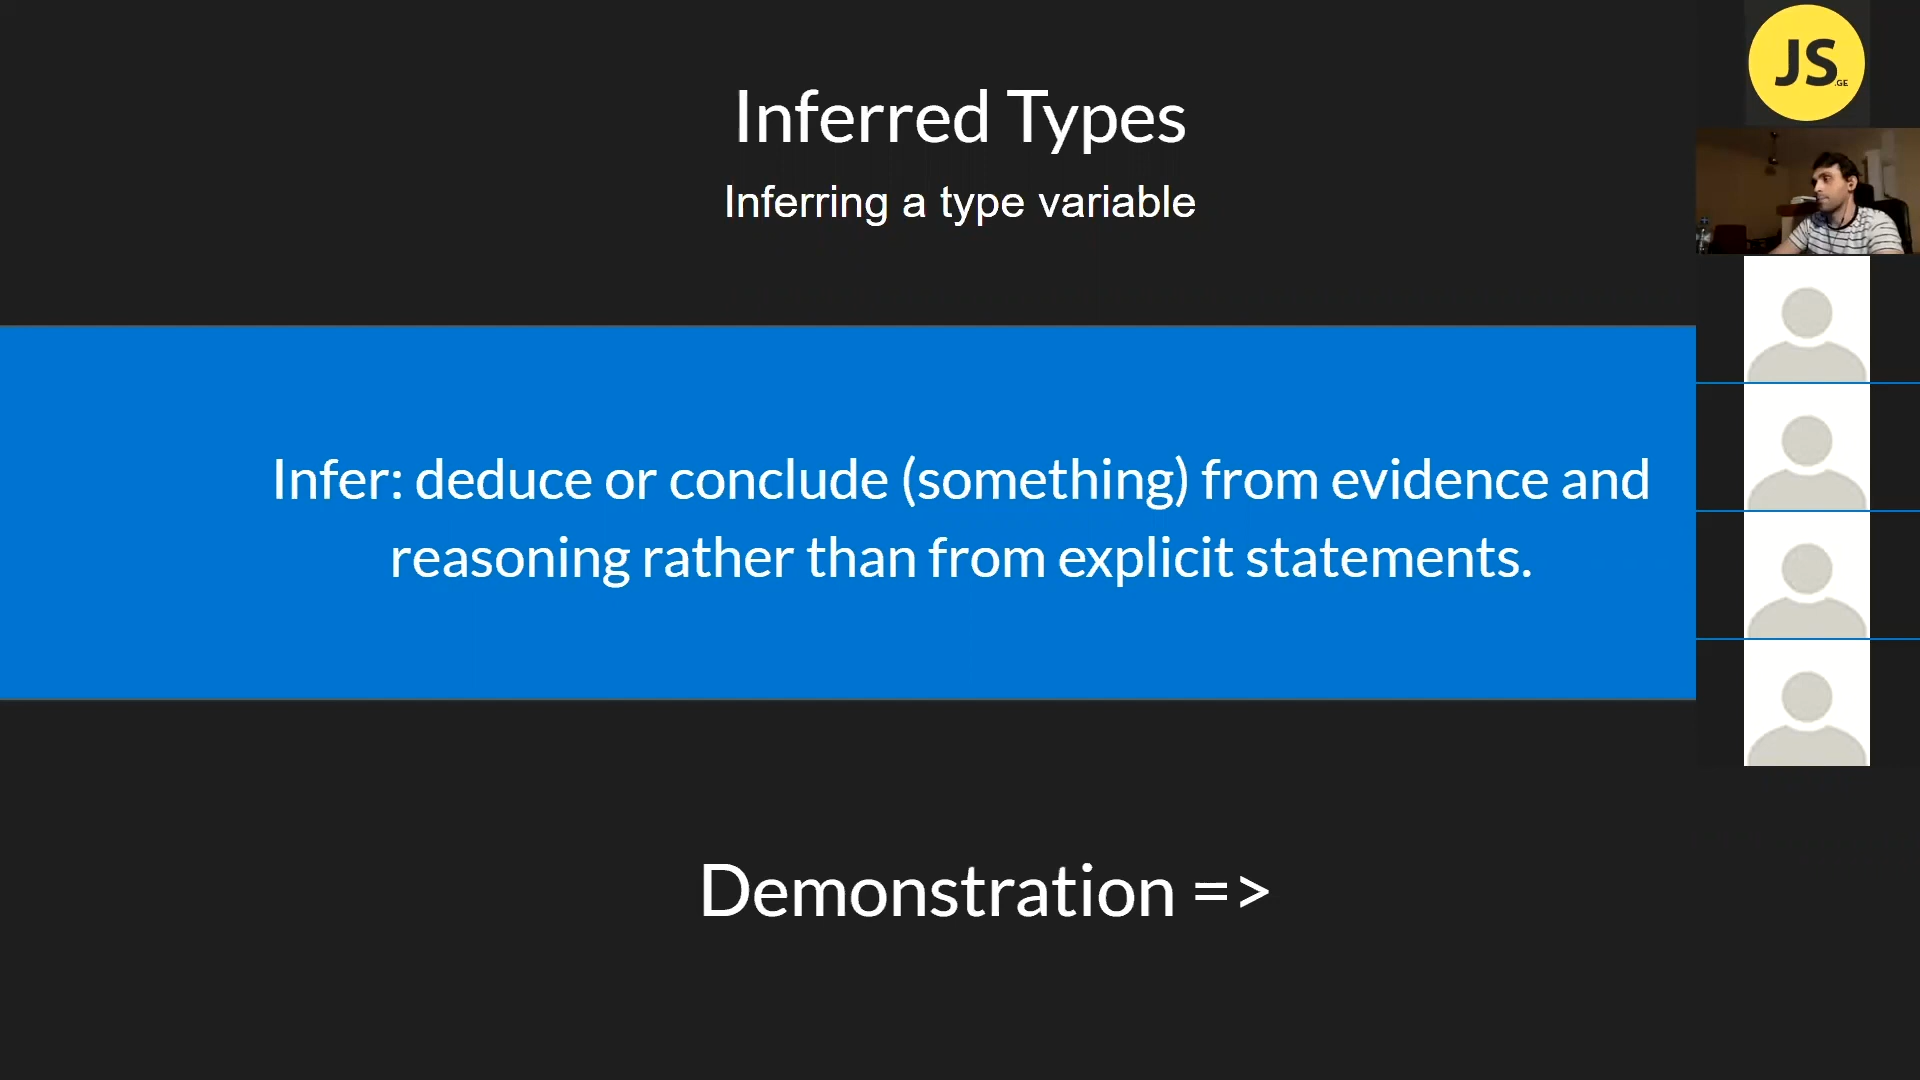 Inferred Types
Inferring a type variable
Infer: deduce or conclude (something) from evidence and
reasoning rather than from explicit statements.
Demonstration =>
JS.GE